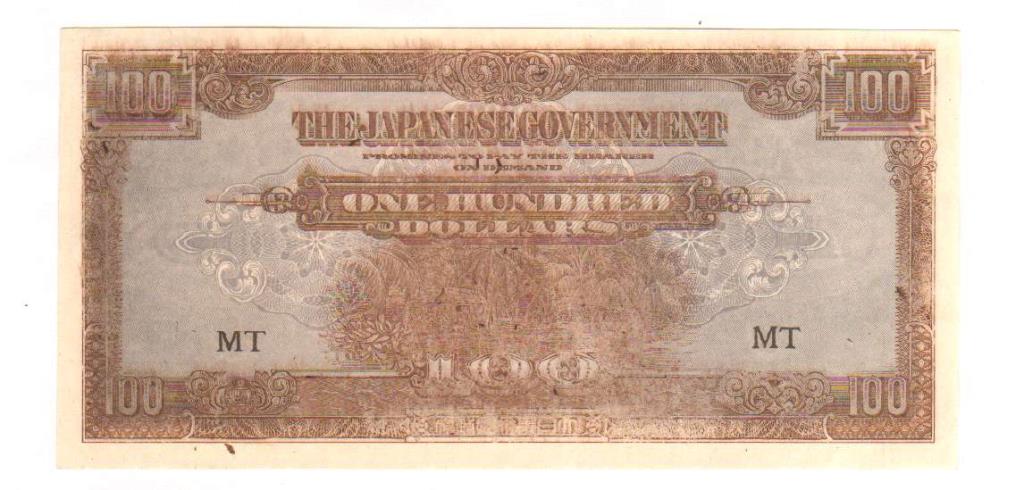 100 100
THE JAPANESE GOVERNMENT
PROMISES TO PAY THE BEARER
ON DEMAND
ONE HUNDRED
DOLLARS
MT MT
100
100 100